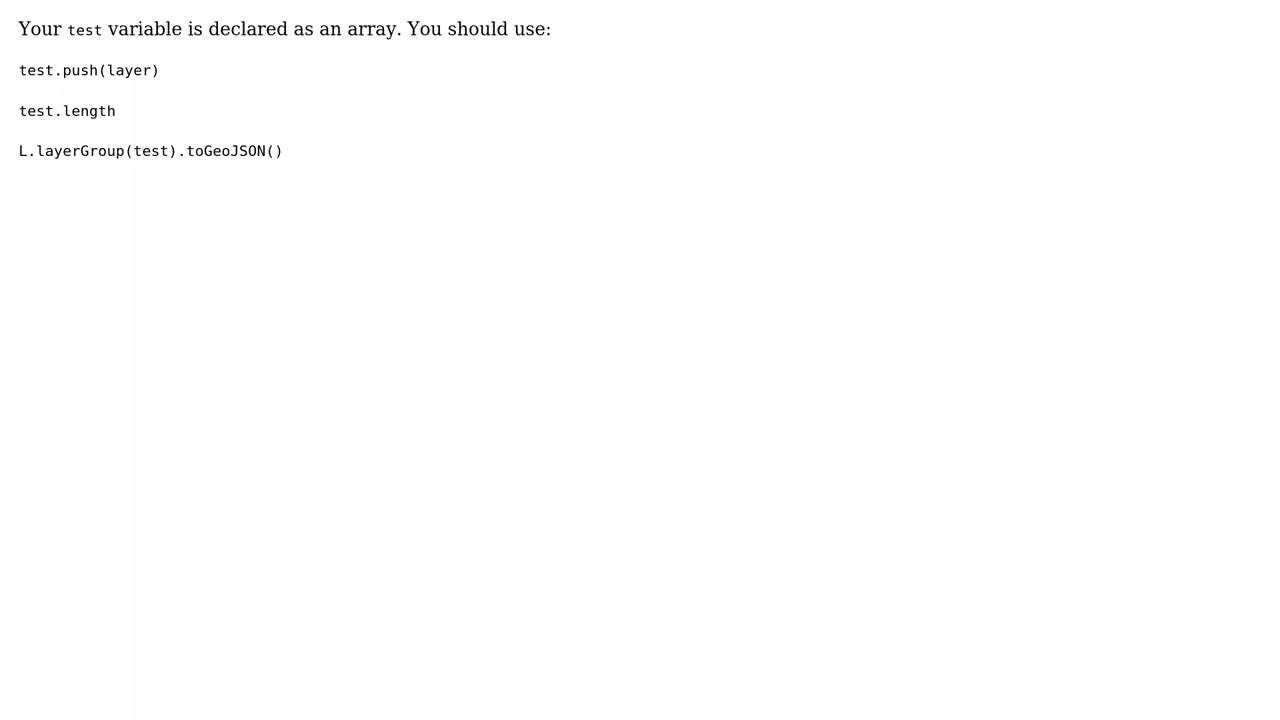 Your test variable is declared as an array. You should use:
test.push(layer)
test.length
L.layerGroup(test).toGeoJSON()